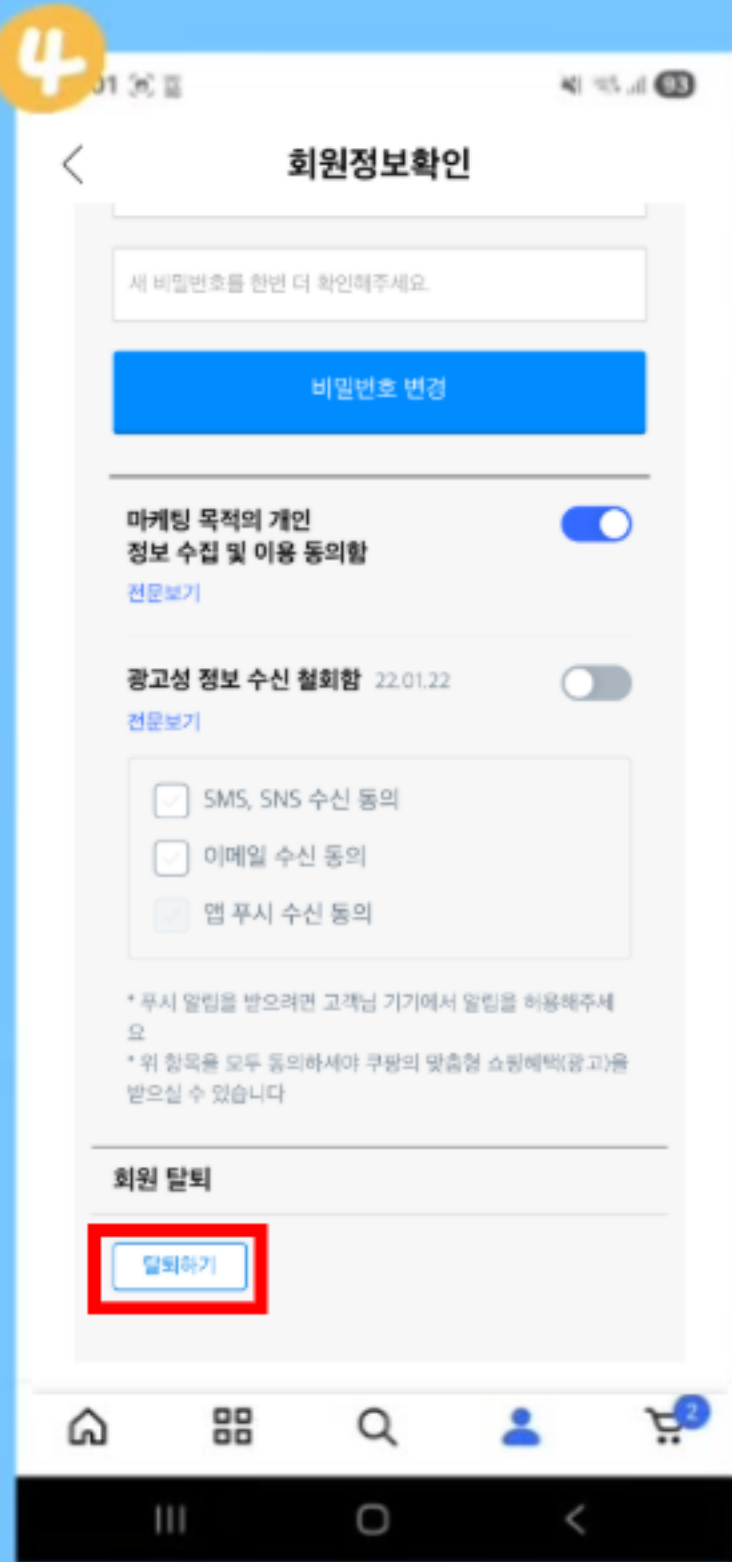 4
01
93
회원정보확인
새 비밀번호를 한번 더 확인해주세요
비밀번호 변경
마케팅 목적의 개인
정보 수집 및 이용 동의함
전문보기
광고성 정보 수신 철회함 22.01.22
전문보기
SMS, SNS 수신 동의
이메일 수신 동의
앱 푸시 수신 동의
* 푸시 알림을 받으려면 고객님 기기에서 알림을 허용해주세
요
* 위 항목을 모두 동의하셔야 쿠팡의 맞춤형 쇼핑혜택(광고)을
받으실 수 있습니다
회원 탈퇴
탈퇴하기
2